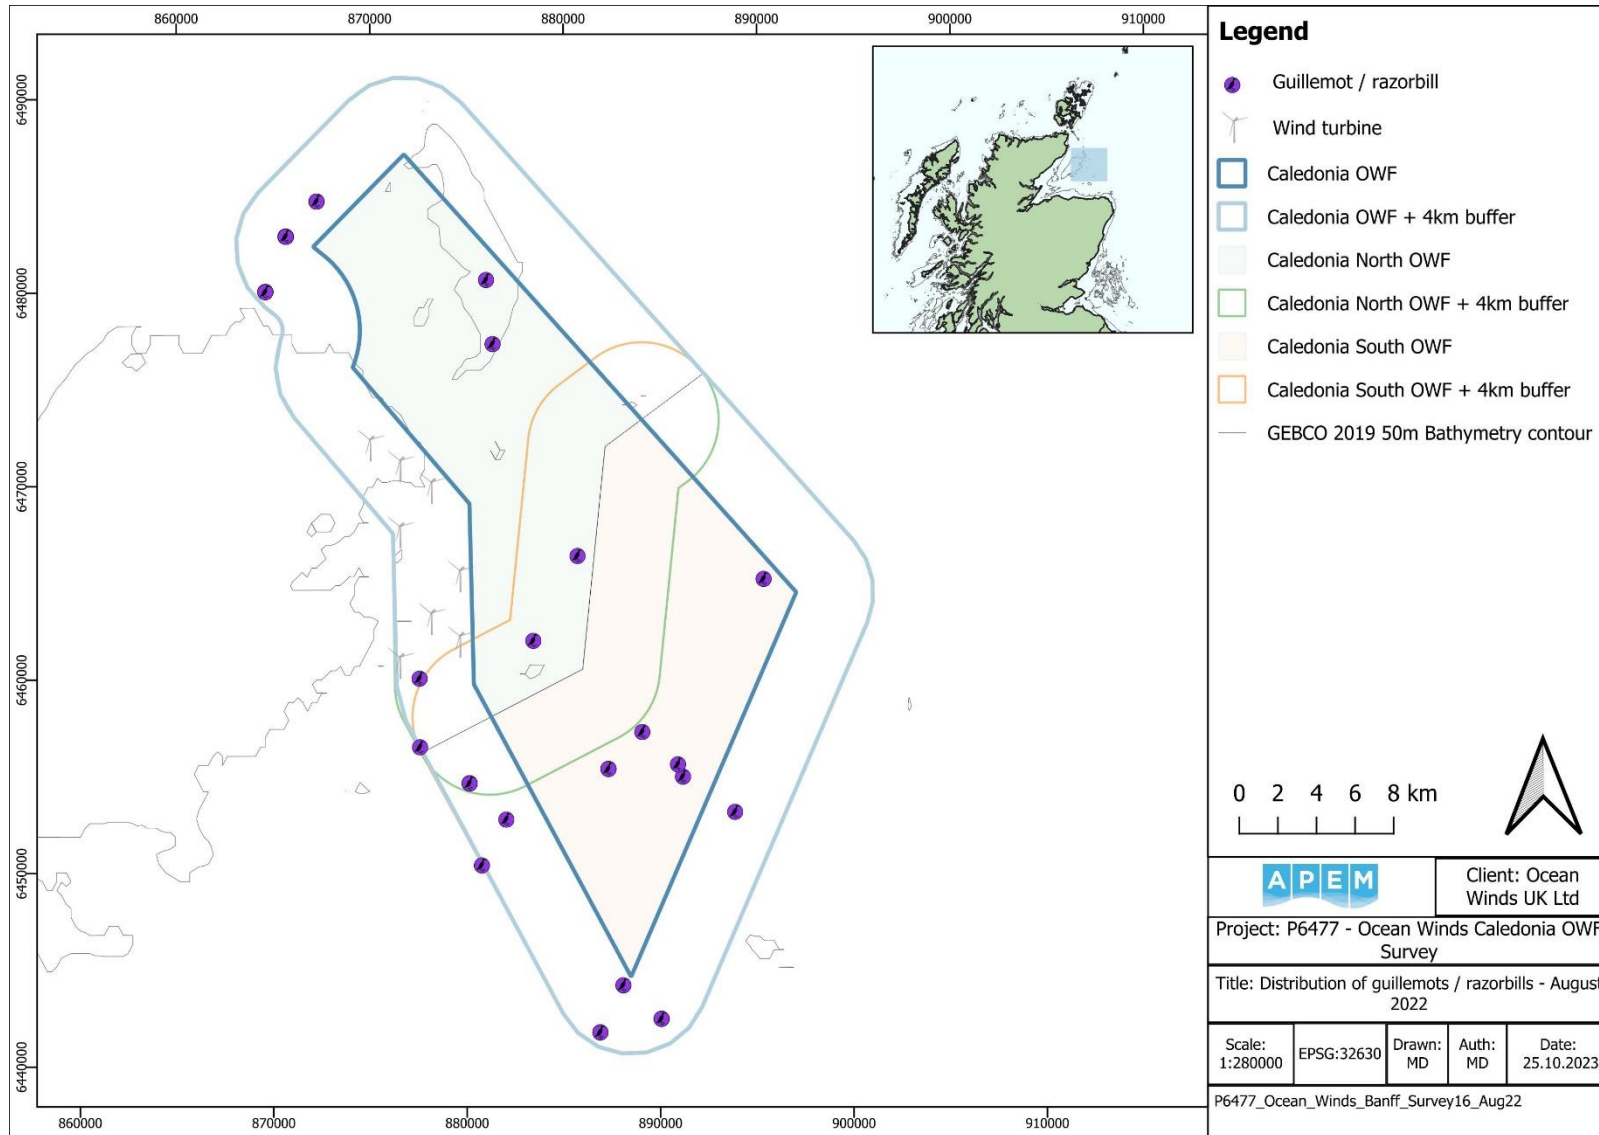 860000 870000 880000 890000 900000 910000
6490000
6480000
6470000
6460000
6450000
6440000
860000 870000 880000 890000 900000 910000
Legend
Guillemot / razorbill
Wind turbine
Caledonia OWF
Caledonia OWF + 4km buffer
Caledonia North OWF
Caledonia North OWF + 4km buffer
Caledonia South OWF
Caledonia South OWF + 4km buffer
GEBCO 2019 50m Bathymetry contour
0 2 4 6 8 km
APEM
Client: Ocean
Winds UK Ltd
Project: P6477 - Ocean Winds Caledonia OWF
Survey
Title: Distribution of guillemots / razorbills - August
2022
Scale:
1:280000
EPSG:32630
Drawn:
MD
Auth:
MD
Date:
25.10.2023
P6477_Ocean_Winds_Banff_Survey16_Aug22